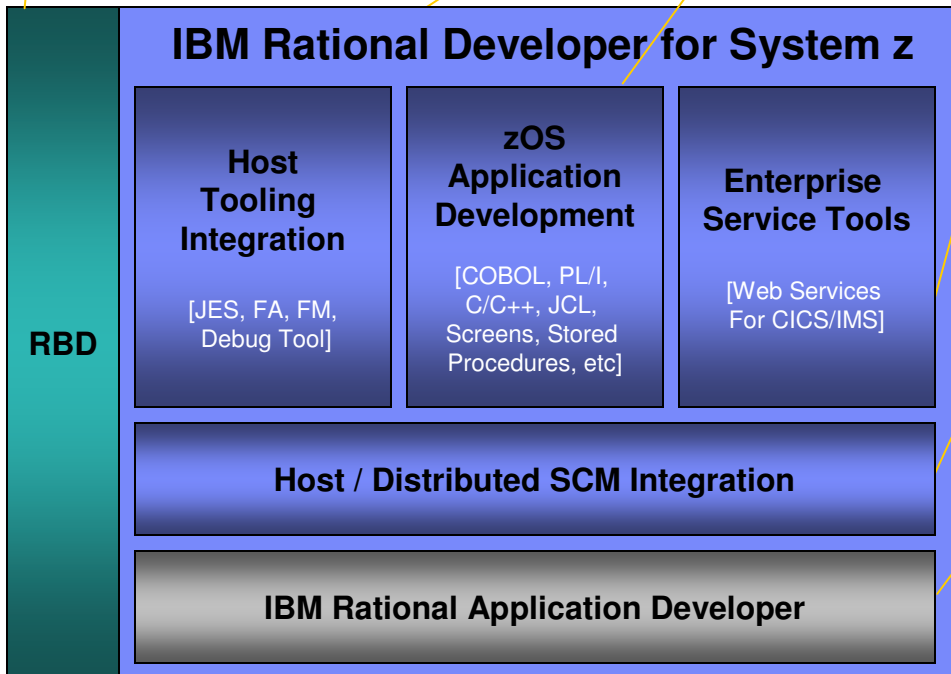 IBM Rational Developer for System z
RBD
Host
Tooling
Integration
[JES, FA, FM,
Debug Tool]
zOS
Application
Development
[COBOL, PL/I,
C/C++, JCL,
Screens, Stored
Procedures, etc]
Enterprise
Service Tools
[Web Services
For CICS/IMS]
Host / Distributed SCM Integration
IBM Rational Application Developer